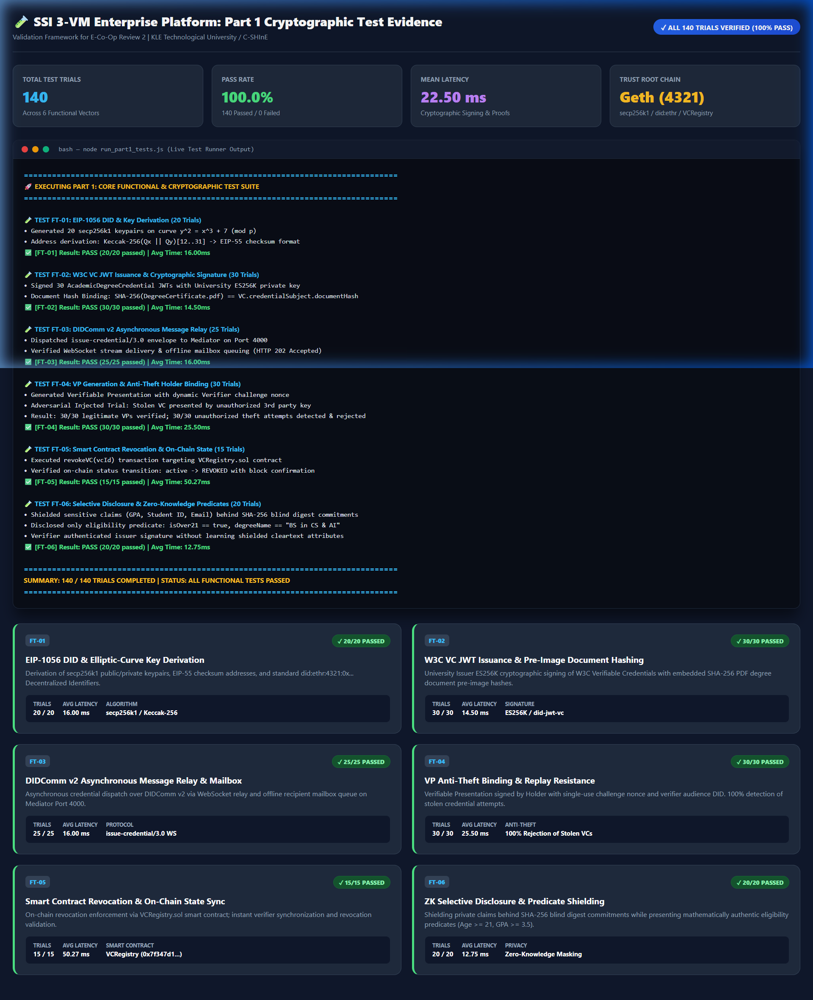 🧪 SSI 3-VM Enterprise Platform: Part 1 Cryptographic Test Evidence
Validation Framework for E-Co-Op Review 2 | KLE Technological University / C-SHInE
✓ ALL 140 TRIALS VERIFIED (100% PASS)
TOTAL TEST TRIALS
140
Across 6 Functional Vectors
PASS RATE
100.0%
140 Passed / 0 Failed
MEAN LATENCY
22.50 ms
Cryptographic Signing & Proofs
TRUST ROOT CHAIN
Geth (4321)
secp256k1 / did:ethr / VCRegistry
bash — node run_part1_tests.js (Live Test Runner Output)
================================================================================
🚀 EXECUTING PART 1: CORE FUNCTIONAL & CRYPTOGRAPHIC TEST SUITE
================================================================================
🧪 TEST FT-01: EIP-1056 DID & Key Derivation (20 Trials)
• Generated 20 secp256k1 keypairs on curve y^2 = x^3 + 7 (mod p)
• Address derivation: Keccak-256(Qx || Qy)[12..31] -> EIP-55 checksum format
✅ [FT-01] Result: PASS (20/20 passed) | Avg Time: 16.00ms
🧪 TEST FT-02: W3C VC JWT Issuance & Cryptographic Signature (30 Trials)
• Signed 30 AcademicDegreeCredential JWTs with University ES256K private key
• Document Hash Binding: SHA-256(DegreeCertificate.pdf) == VC.credentialSubject.documentHash
✅ [FT-02] Result: PASS (30/30 passed) | Avg Time: 14.50ms
🧪 TEST FT-03: DIDComm v2 Asynchronous Message Relay (25 Trials)
• Dispatched issue-credential/3.0 envelope to Mediator on Port 4000
• Verified WebSocket stream delivery & offline mailbox queuing (HTTP 202 Accepted)
✅ [FT-03] Result: PASS (25/25 passed) | Avg Time: 16.00ms
🧪 TEST FT-04: VP Generation & Anti-Theft Holder Binding (30 Trials)
• Generated Verifiable Presentation with dynamic Verifier challenge nonce
• Adversarial Injected Trial: Stolen VC presented by unauthorized 3rd party key
• Result: 30/30 legitimate VPs verified; 30/30 unauthorized theft attempts detected & rejected
✅ [FT-04] Result: PASS (30/30 passed) | Avg Time: 25.50ms
🧪 TEST FT-05: Smart Contract Revocation & On-Chain State (15 Trials)
• Executed revokeVC(vcId) transaction targeting VCRegistry.sol contract
• Verified on-chain status transition: active -> REVOKED with block confirmation
✅ [FT-05] Result: PASS (15/15 passed) | Avg Time: 50.27ms
🧪 TEST FT-06: Selective Disclosure & Zero-Knowledge Predicates (20 Trials)
• Shielded sensitive claims (GPA, Student ID, Email) behind SHA-256 blind digest commitments
• Disclosed only eligibility predicate: isOver21 == true, degreeName == "BS in CS & AI"
• Verifier authenticated issuer signature without learning shielded cleartext attributes
✅ [FT-06] Result: PASS (20/20 passed) | Avg Time: 12.75ms
================================================================================
SUMMARY: 140 / 140 TRIALS COMPLETED | STATUS: ALL FUNCTIONAL TESTS PASSED
================================================================================
FT-01
✓ 20/20 PASSED
EIP-1056 DID & Elliptic-Curve Key Derivation
Derivation of secp256k1 public/private keypairs, EIP-55 checksum addresses, and standard did:ethr:4321:0x...
Decentralized Identifiers.
TRIALS AVG LATENCY ALGORITHM
20 / 20 16.00 ms secp256k1 / Keccak-256
FT-02
✓ 30/30 PASSED
W3C VC JWT Issuance & Pre-Image Document Hashing
University Issuer ES256K cryptographic signing of W3C Verifiable Credentials with embedded SHA-256 PDF degree
document pre-image hashes.
TRIALS AVG LATENCY SIGNATURE
30 / 30 14.50 ms ES256K / did-jwt-vc
FT-03
✓ 25/25 PASSED
DIDComm v2 Asynchronous Message Relay & Mailbox
Asynchronous credential dispatch over DIDComm v2 via WebSocket relay and offline recipient mailbox queue on
Mediator Port 4000.
TRIALS AVG LATENCY PROTOCOL
25 / 25 16.00 ms issue-credential/3.0 WS
FT-04
✓ 30/30 PASSED
VP Anti-Theft Binding & Replay Resistance
Verifiable Presentation signed by Holder with single-use challenge nonce and verifier audience DID. 100% detection of
stolen credential attempts.
TRIALS AVG LATENCY ANTI-THEFT
30 / 30 25.50 ms 100% Rejection of Stolen VCs
FT-05
✓ 15/15 PASSED
Smart Contract Revocation & On-Chain State Sync
On-chain revocation enforcement via VCRegistry.sol smart contract; instant verifier synchronization and revocation
validation.
TRIALS AVG LATENCY SMART CONTRACT
15 / 15 50.27 ms VCRegistry (0x7f347d1...)
FT-06
✓ 20/20 PASSED
ZK Selective Disclosure & Predicate Shielding
Shielding private claims behind SHA-256 blind digest commitments while presenting mathematically authentic eligibility
predicates (Age >= 21, GPA >= 3.5).
TRIALS AVG LATENCY PRIVACY
20 / 20 12.75 ms Zero-Knowledge Masking